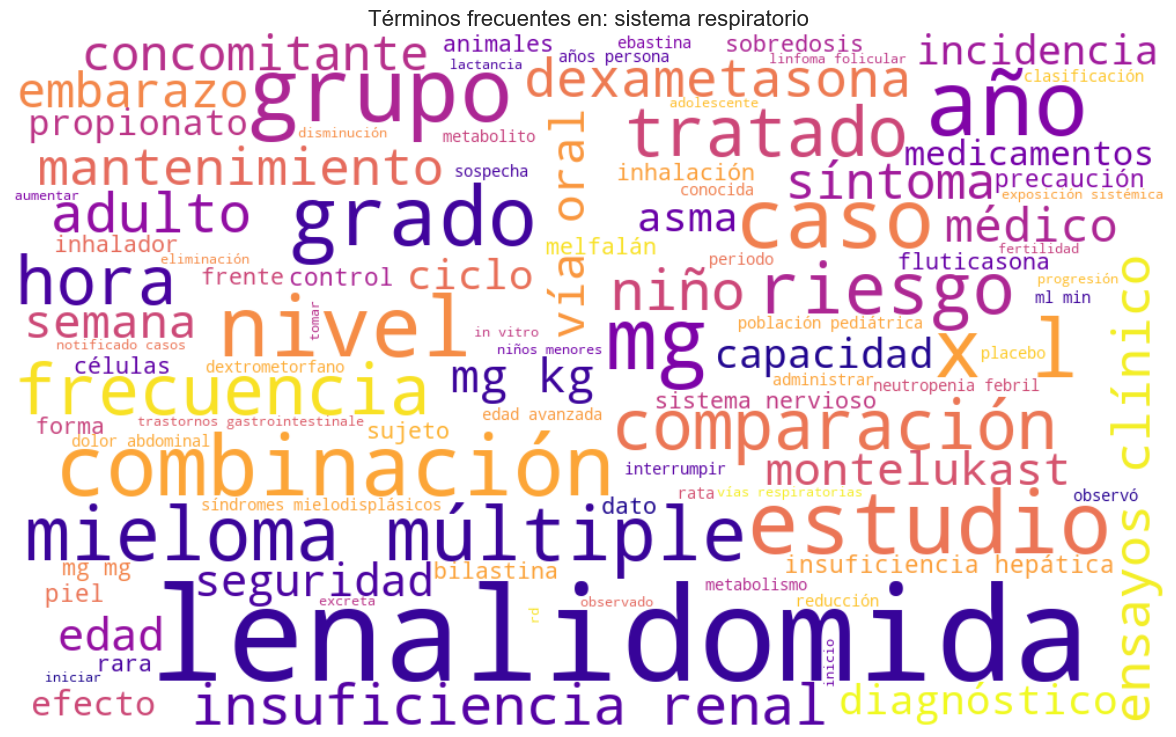 Términos frecuentes en: sistema respiratorio
concomitante
animales
ebastina
sobredosis
incidencia
lactancia
años persona
linfoma folicular
embarazo
grupo
dexametasona
clasificación
año
propionato
disminución
metabolito
adolescente
tratado
mantenimiento
sospecha
vía oral
inhalación
conocida
medicamentos
síntoma
precaución
aumentar
adulto
grado
asma
caso
exposición sistémica
médico
inhalador
eliminación
melfalán
periodo
fertilidad
fluticasona
hora
frente
control
ciclo
niño
riesgo
progresión
ml min
semana
nivel
tomar
in vitro
mg
población pediátrica
x l
notificado casos
niños menores
capacidad
placebo
células
dextrometorfano
mg kg
administrar
neutropenia febril
frecuencia
edad avanzada
sistema nervioso
forma
trastornos gastrointestinale
sujeto
comparación
dolor abdominal
combinación
interrumpir
montelukast
ensayos clínico
síndromes mielodisplásicos
dato
rata
vías respiratorias
observó
mieloma múltiple
estudio
mg mg
seguridad
bilastina
insuficiencia hepática
piel
excreta
metabolismo
observado
reducción
rd
edad
lenalidomida
rara
iniciar
inicio
efecto
insuficiencia renal
diagnóstico